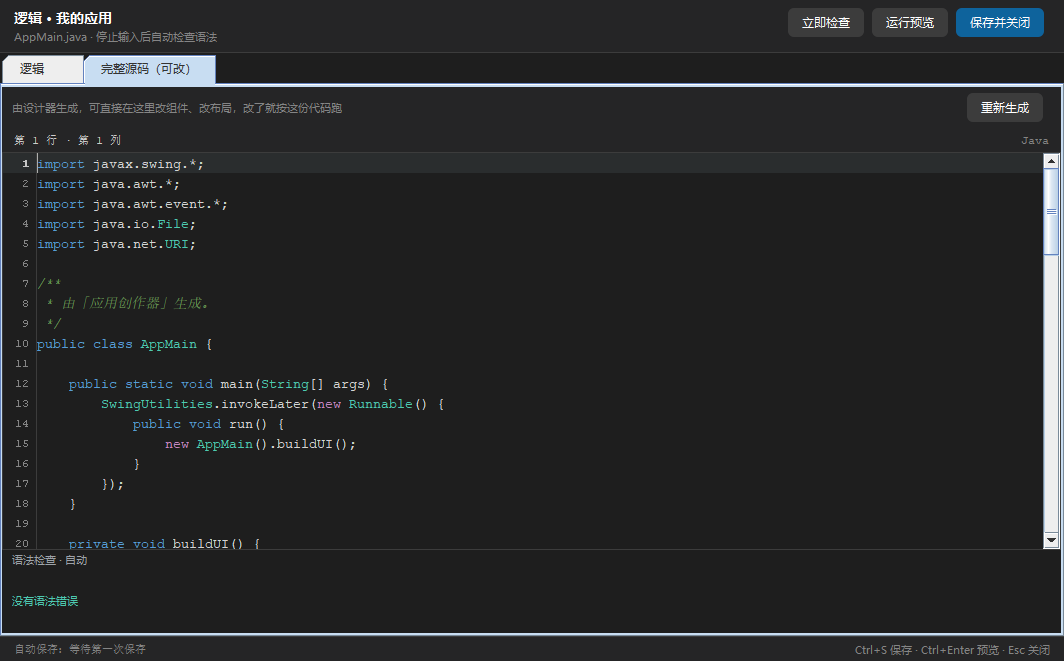 逻辑 • 我的应用
AppMain.java · 停止输入后自动检查语法
立即检查
运行预览
保存并关闭
逻辑
完整源码（可改）
由设计器生成，可直接在这里改组件、改布局，改了就按这份代码跑
重新生成
第 1 行 · 第 1 列
Java
1 import javax.swing.*;
2 import java.awt.*;
3 import java.awt.event.*;
4 import java.io.File;
5 import java.net.URI;
6
7 /**
8  * 由「应用创作器」生成。
9  */
10 public class AppMain {
11
12     public static void main(String[] args) {
13         SwingUtilities.invokeLater(new Runnable() {
14             public void run() {
15                 new AppMain().buildUI();
16             }
17         });
18     }
19
20     private void buildUI() {
语法检查 · 自动
没有语法错误
自动保存：等待第一次保存
Ctrl+S 保存 · Ctrl+Enter 预览 · Esc 关闭